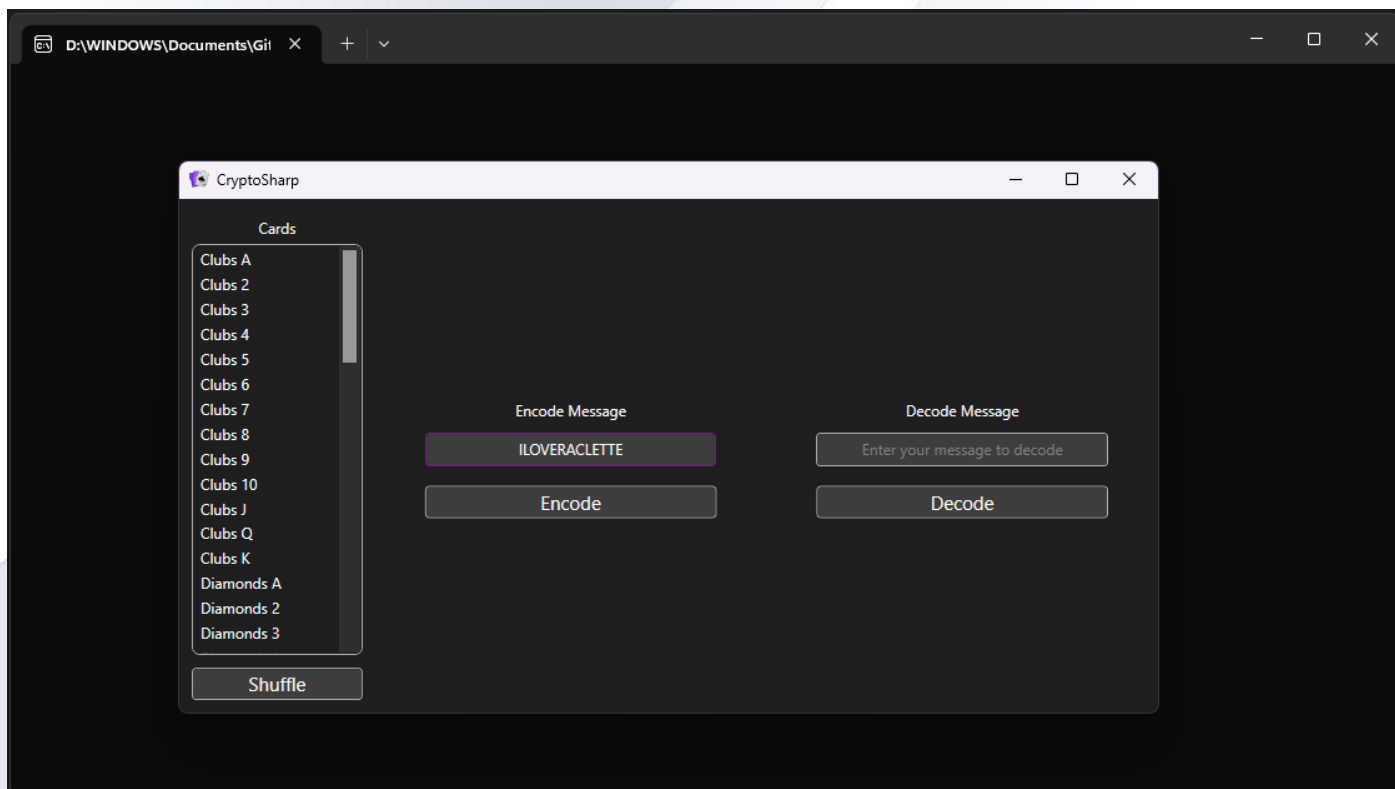 D:\WINDOWS\Documents\Git
CryptoSharp
Cards
Clubs A
Clubs 2
Clubs 3
Clubs 4
Clubs 5
Clubs 6
Clubs 7
Clubs 8
Clubs 9
Clubs 10
Clubs J
Clubs Q
Clubs K
Diamonds A
Diamonds 2
Diamonds 3
Shuffle
Encode Message
ILOVERACLETTE
Encode
Decode Message
Enter your message to decode
Decode